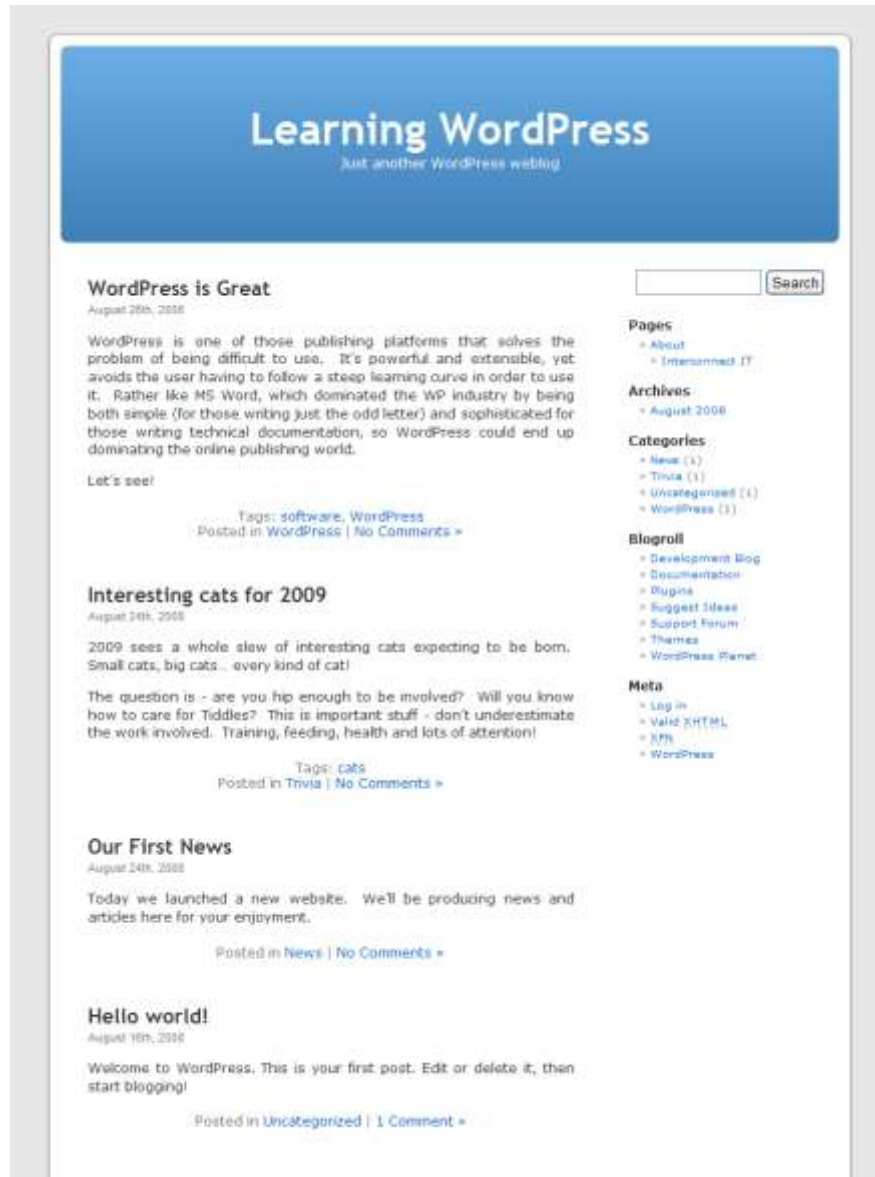 Learning WordPress
Just another WordPress weblog
WordPress is Great
August 26th, 2008
WordPress is one of those publishing platforms that solves the
problem of being difficult to use. It's powerful and extensible, yet
avoids the user having to follow a steep learning curve in order to use
it. Rather like MS Word, which dominated the WP industry by being
both simple (for those writing just the odd letter) and sophisticated for
those writing technical documentation, so WordPress could end up
dominating the online publishing world.
Let's see!
Tags: software, WordPress
Posted in WordPress | No Comments »
Interesting cats for 2009
August 24th, 2008
2009 sees a whole slew of interesting cats expecting to be born.
Small cats, big cats… every kind of cat!
The question is - are you hip enough to be involved? Will you know
how to care for Tiddles? This is important stuff - don't underestimate
the work involved. Training, feeding, health and lots of attention!
Tags: cats
Posted in Trivia | No Comments »
Our First News
August 24th, 2008
Today we launched a new website. We'll be producing news and
articles here for your enjoyment.
Posted in News | No Comments »
Hello world!
August 16th, 2008
Welcome to WordPress. This is your first post. Edit or delete it, then
start blogging!
Posted in Uncategorized | 1 Comment »
Search
Pages
» About
» Interconnect IT
Archives
» August 2008
Categories
» News (1)
» Trivia (1)
» Uncategorized (1)
» WordPress (1)
Blogroll
» Development Blog
» Documentation
» Plugins
» Suggest Ideas
» Support Forum
» Themes
» WordPress Planet
Meta
» Log in
» Valid XHTML
» XFN
» WordPress